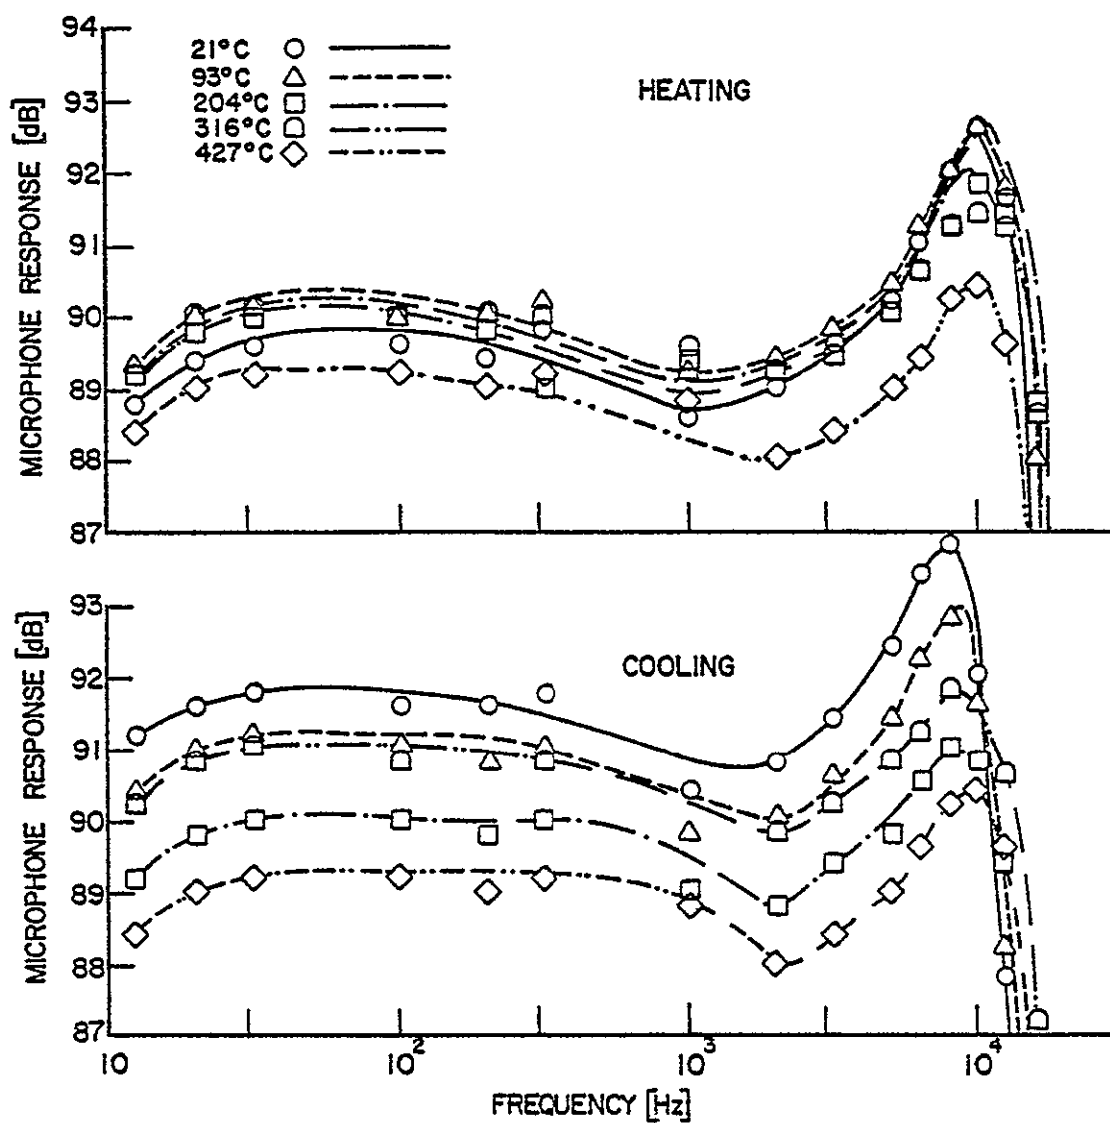 94
21°C
93°C
HEATING
93
204°C
316°C
427°C
92
91
90
89
88
87
MICROPHONE RESPONSE [dB]
93
COOLING
92
91
90
89
88
87
MICROPHONE RESPONSE [dB]
10 10² 10³ 10⁴
FREQUENCY [Hz]